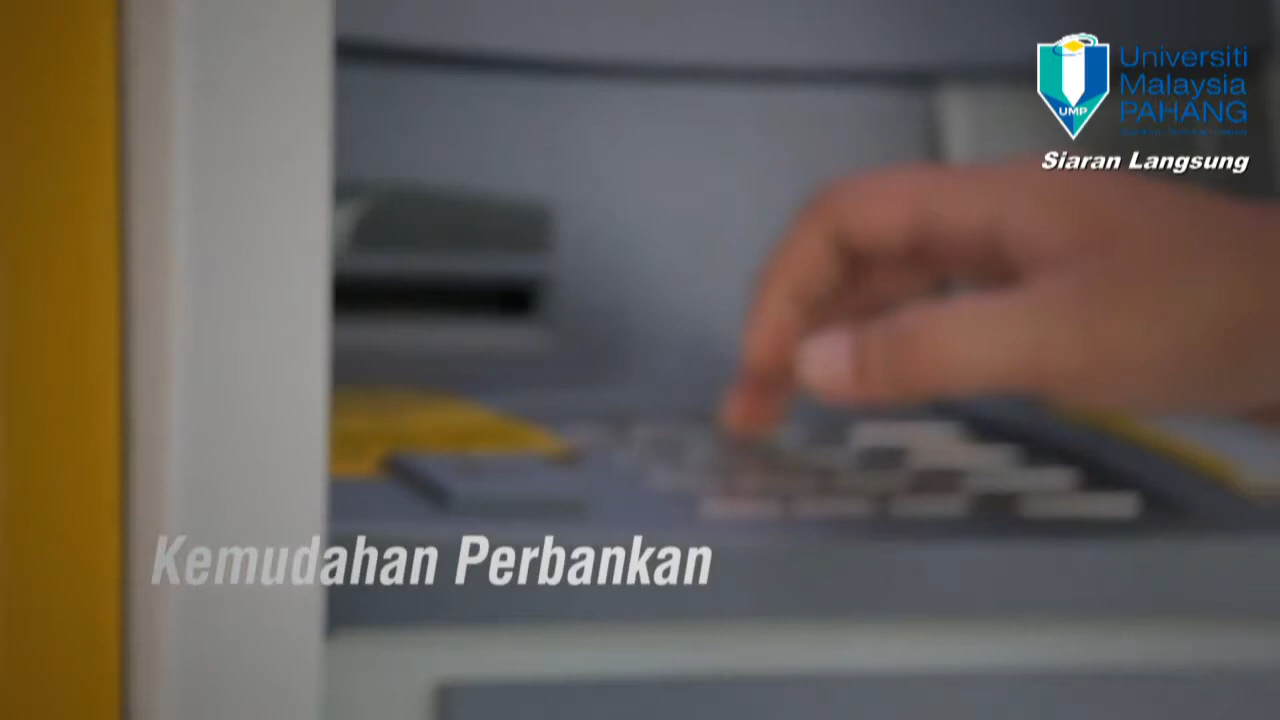 Universiti
Malaysia
PAHANG
UMP
Siaran Langsung
Kemudahan Perbankan